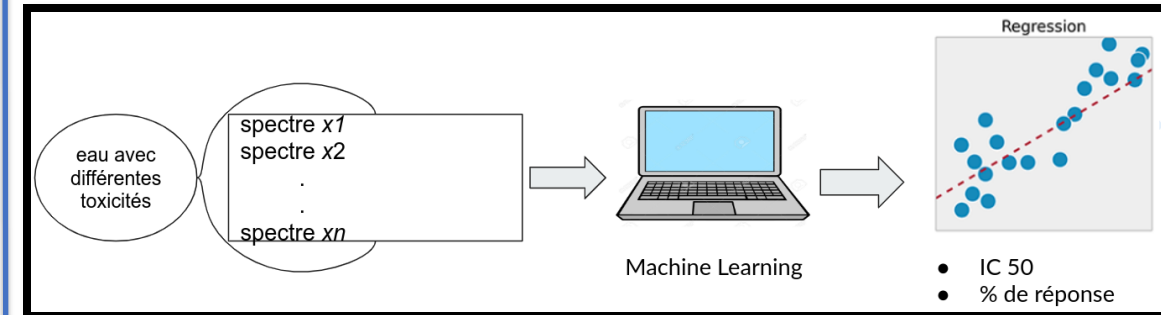 eau avec
différentes
toxicités
spectre x1
spectre x2
.
.
spectre xn
Machine Learning
Regression
● IC 50
● % de réponse